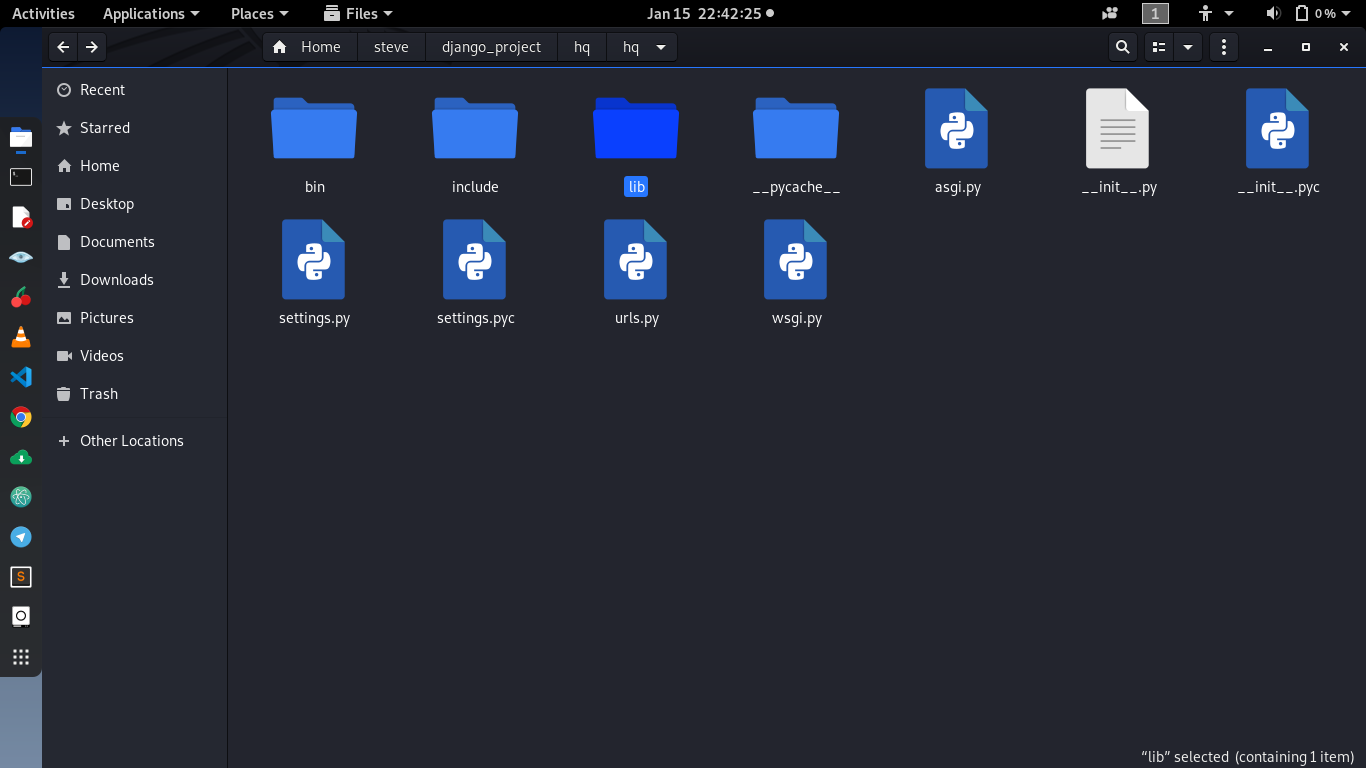 Activities Applications Places Files Jan 15 22:42:25 1 0 %
Home steve django_project hq hq
Recent
Starred
Home
Desktop
Documents
Downloads
Pictures
Videos
Trash
Other Locations
bin include lib __pycache__ asgi.py __init__.py __init__.pyc
settings.py settings.pyc urls.py wsgi.py
S
“lib” selected (containing 1 item)